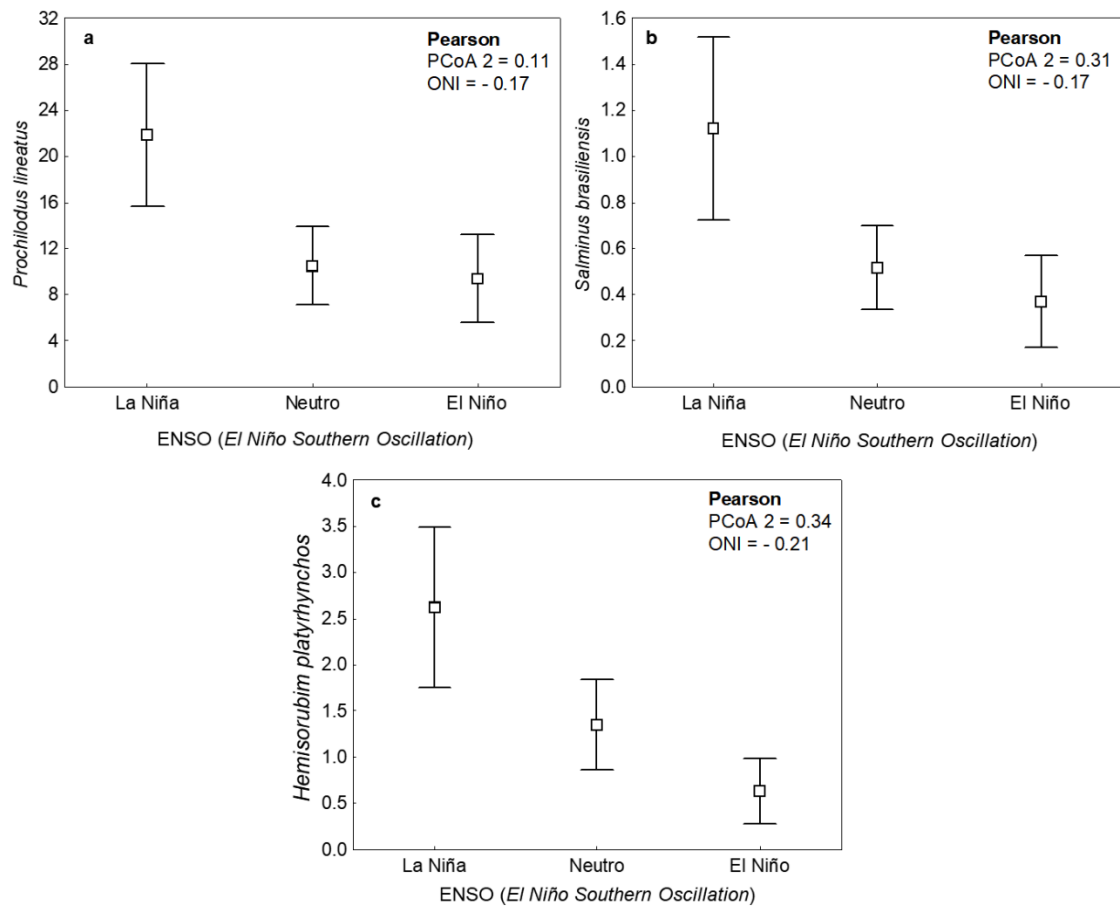 a
Pearson
PCoA 2 = 0.11
ONI = - 0.17
32
28
24
20
16
12
8
4
0
Prochilodus lineatus
La Niña Neutro El Niño
ENSO (El Niño Southern Oscillation)
b
Pearson
PCoA 2 = 0.31
ONI = - 0.17
1.6
1.4
1.2
1.0
0.8
0.6
0.4
0.2
0.0
Salminus brasiliensis
La Niña Neutro El Niño
ENSO (El Niño Southern Oscillation)
c
Pearson
PCoA 2 = 0.34
ONI = - 0.21
4.0
3.5
3.0
2.5
2.0
1.5
1.0
0.5
0.0
Hemisorubim platyrhynchos
La Niña Neutro El Niño
ENSO (El Niño Southern Oscillation)